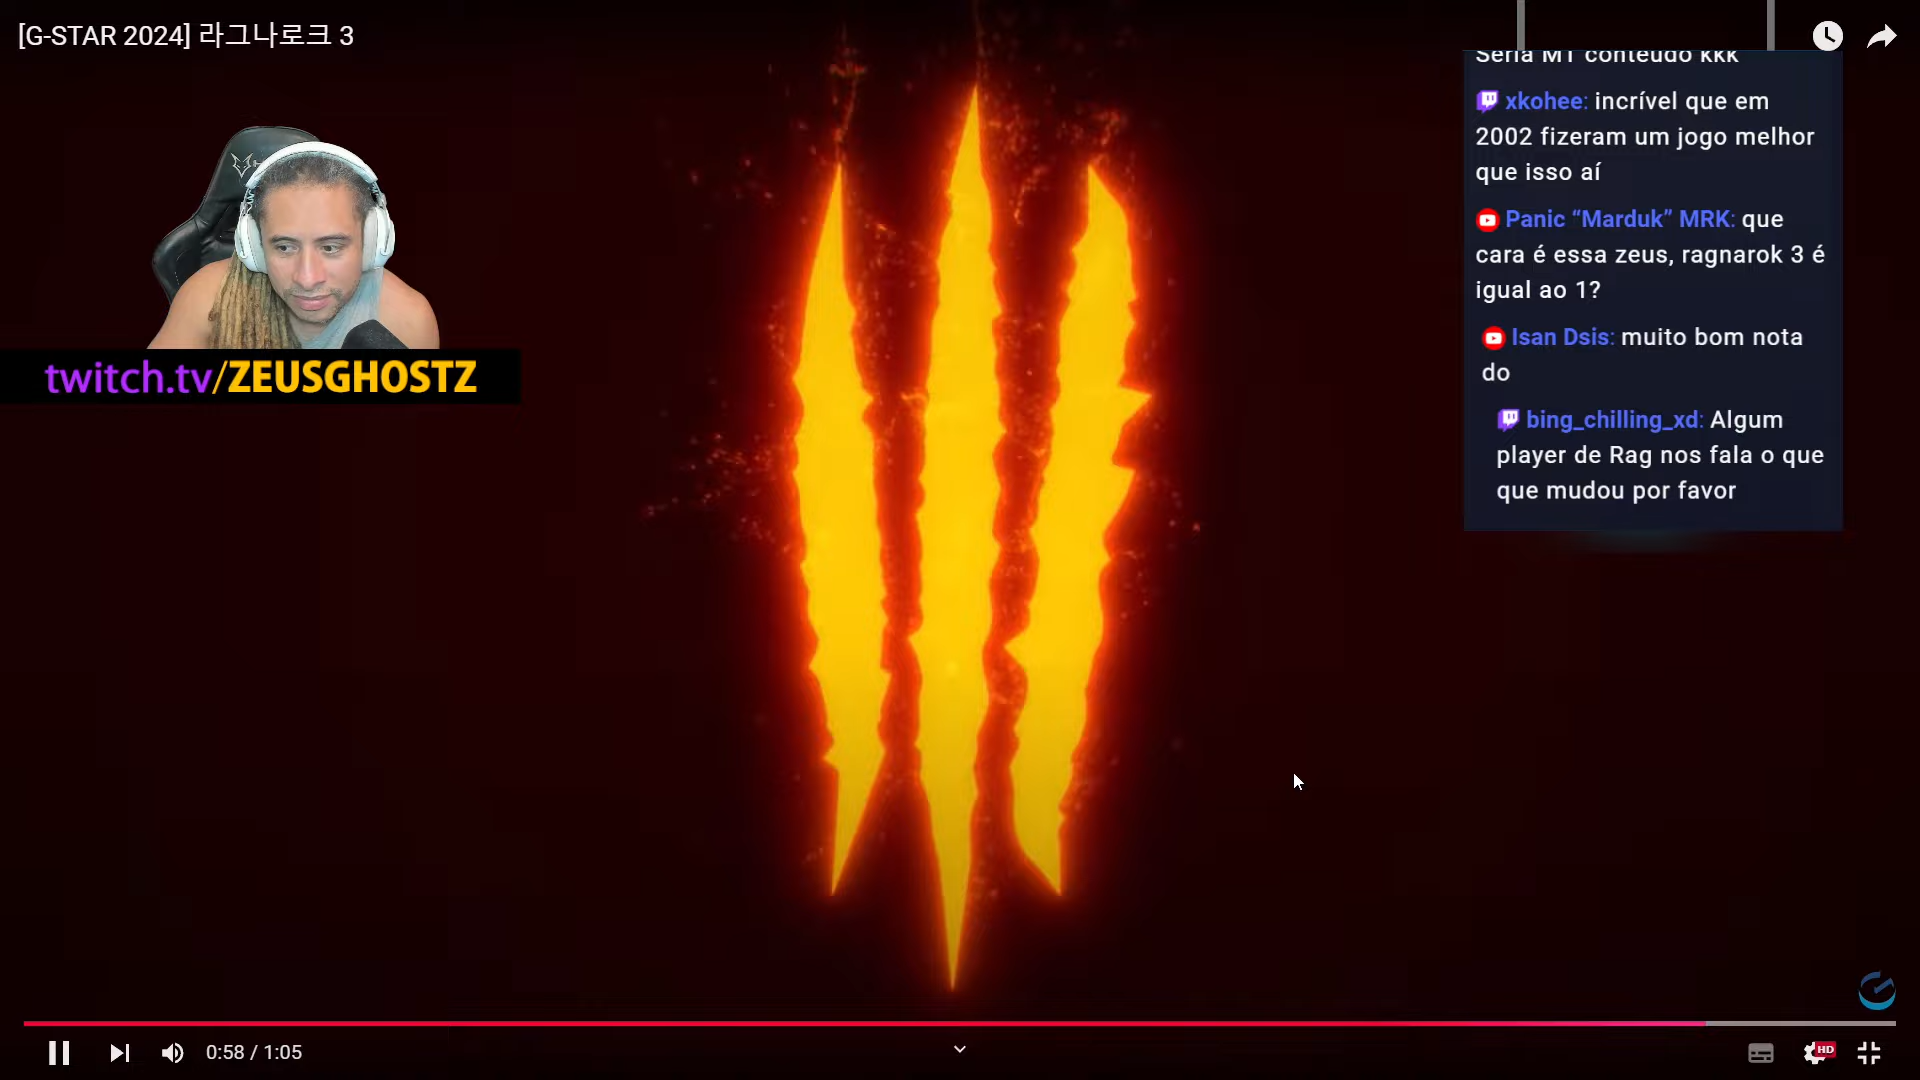 [G-STAR 2024] 라그나로크 3
Seria MT conteudo kkk
xkohee: incrível que em
2002 fizeram um jogo melhor
que isso aí
Panic “Marduk” MRK: que
cara é essa zeus, ragnarok 3 é
igual ao 1?
Isan Dsis: muito bom nota
do
bing_chilling_xd: Algum
player de Rag nos fala o que
que mudou por favor
twitch.tv/ZEUSGHOSTZ
0:58 / 1:05
HD